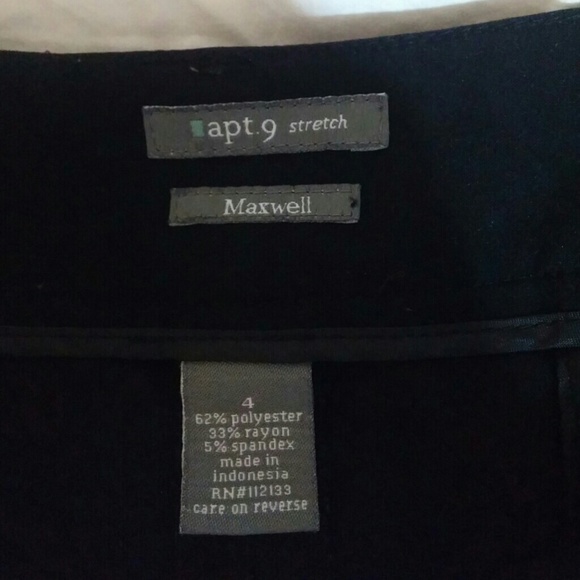 apt.9 stretch
Maxwell
4
62% polyester
33% rayon
5% spandex
made in
indonesia
RN#112133
care on reverse